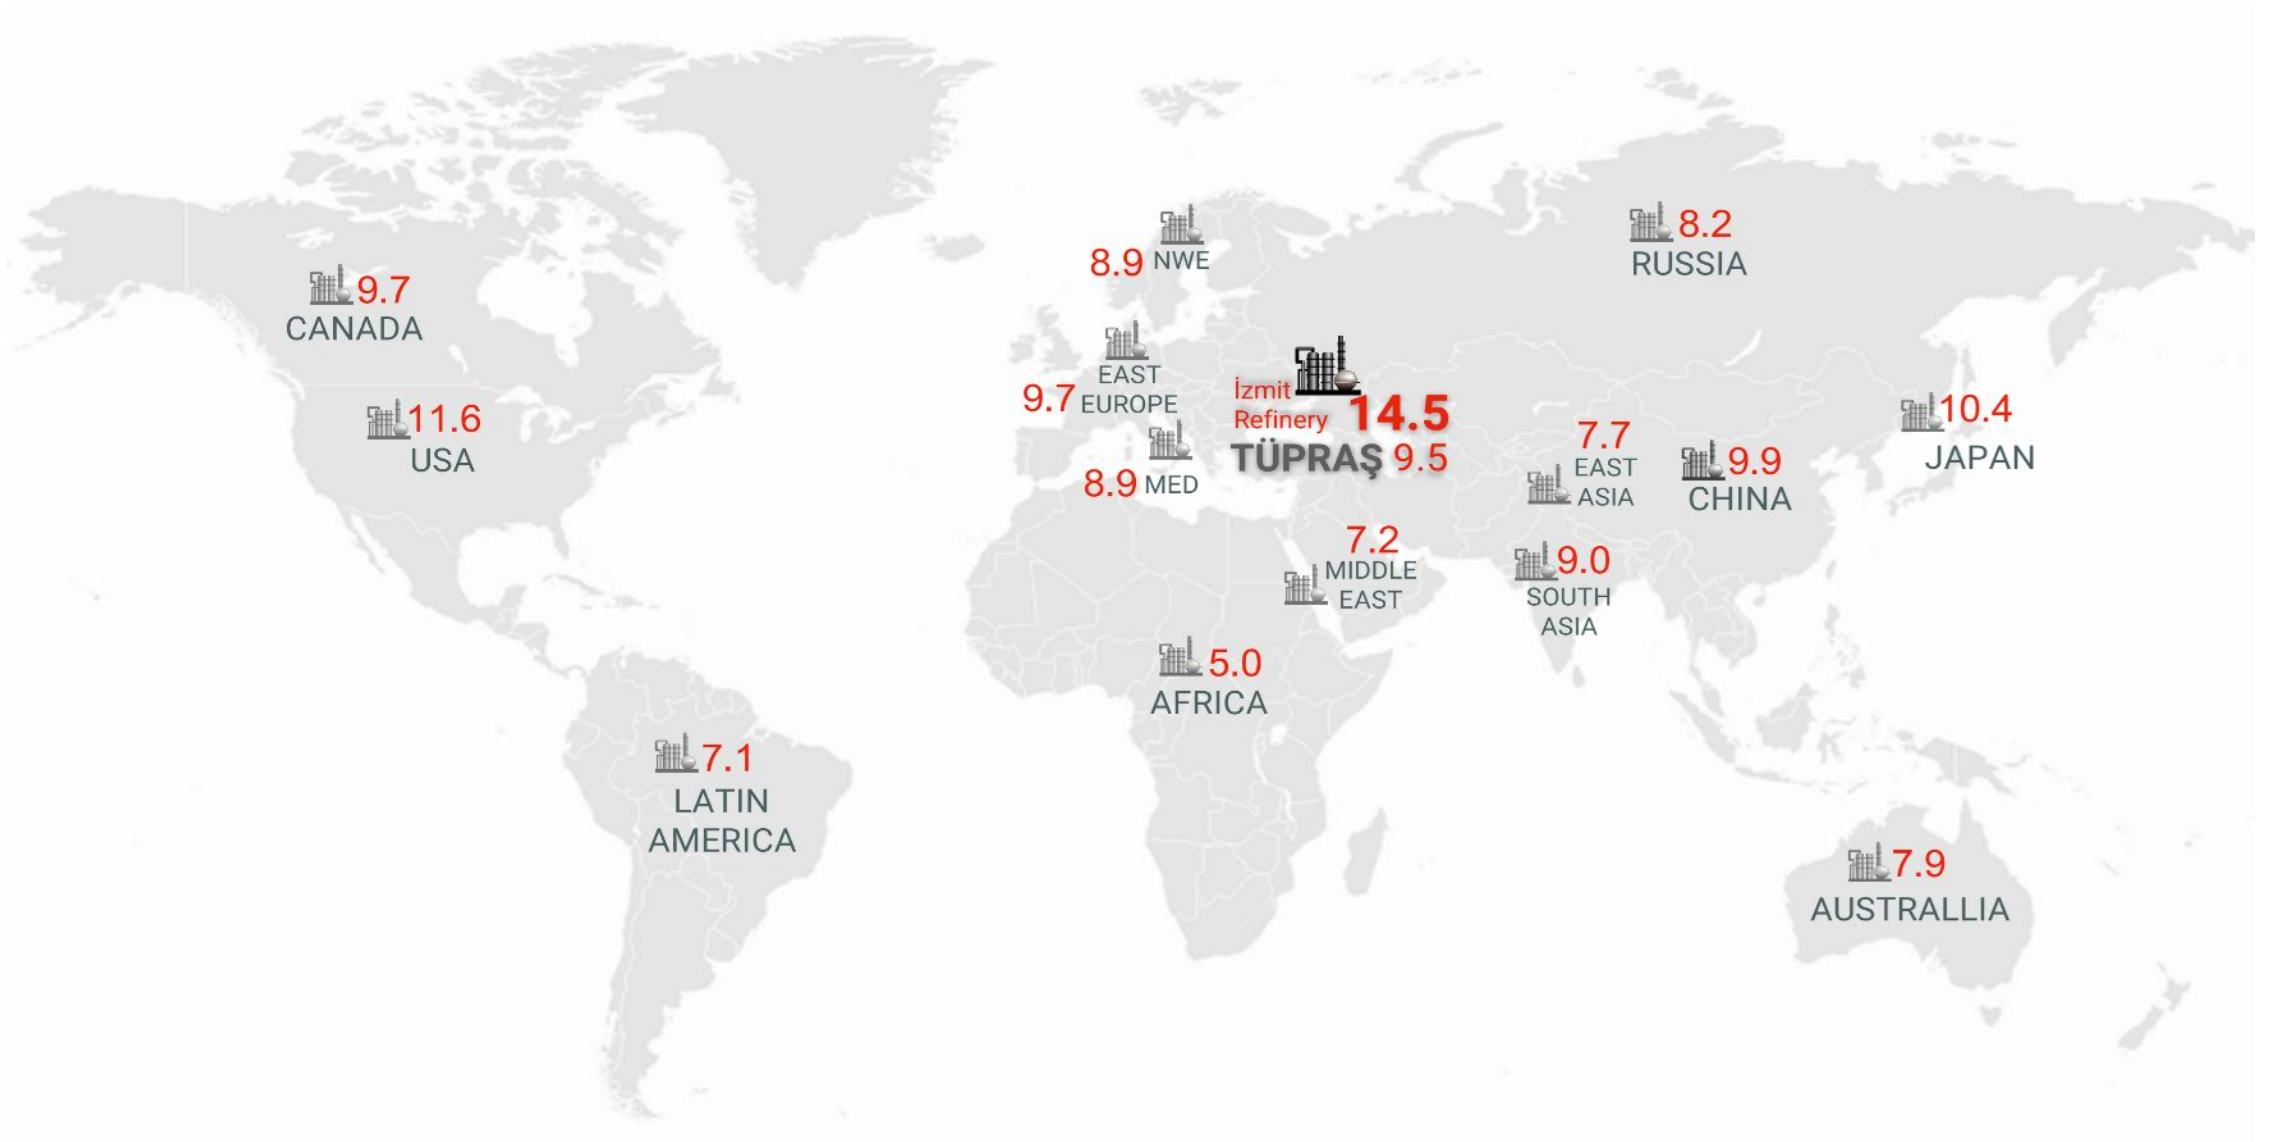 8.2
RUSSIA
8.9 NWE
9.7
CANADA
EAST
9.7 EUROPE
İzmit
Refinery 14.5
TÜPRAŞ 9.5
11.6
USA
8.9 MED
10.4
JAPAN
7.7
EAST
ASIA
9.9
CHINA
7.2
MIDDLE
EAST
9.0
SOUTH
ASIA
5.0
AFRICA
7.1
LATIN
AMERICA
7.9
AUSTRALLIA